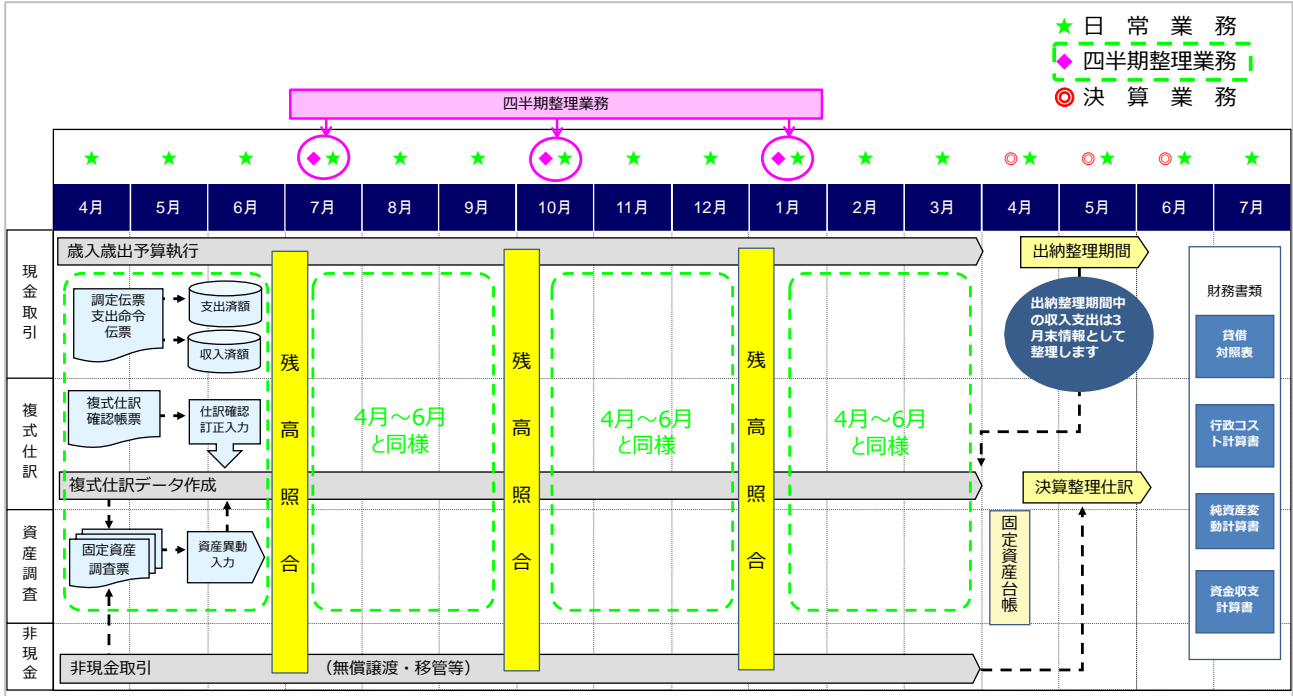 ★ 日常業務
◆ 四半期整理業務
◎ 決算業務
四半期整理業務
★ ★ ★ ◆★ ★ ★ ◆★ ★ ★ ◆★ ★ ★ ◎★ ◎★ ◎★ ★
4月 5月 6月 7月 8月 9月 10月 11月 12月 1月 2月 3月 4月 5月 6月 7月
現金取引
歳入歳出予算執行
調定伝票
支出命令
伝票
支出済額
収入済額
複式仕訳
複式仕訳
確認帳票
仕訳確認
訂正入力
複式仕訳データ作成
資産調査
固定資産
調査票
資産異動
入力
非現金
非現金取引
(無償譲渡・移管等)
残高照合
4月～6月
と同様
残高照合
4月～6月
と同様
残高照合
4月～6月
と同様
出納整理期間
出納整理期間中
の収入支出は3
月末情報として
整理します
決算整理仕訳
固定資産台帳
財務書類
貸借
対照表
行政コス
ト計算書
純資産変
動計算書
資金収支
計算書